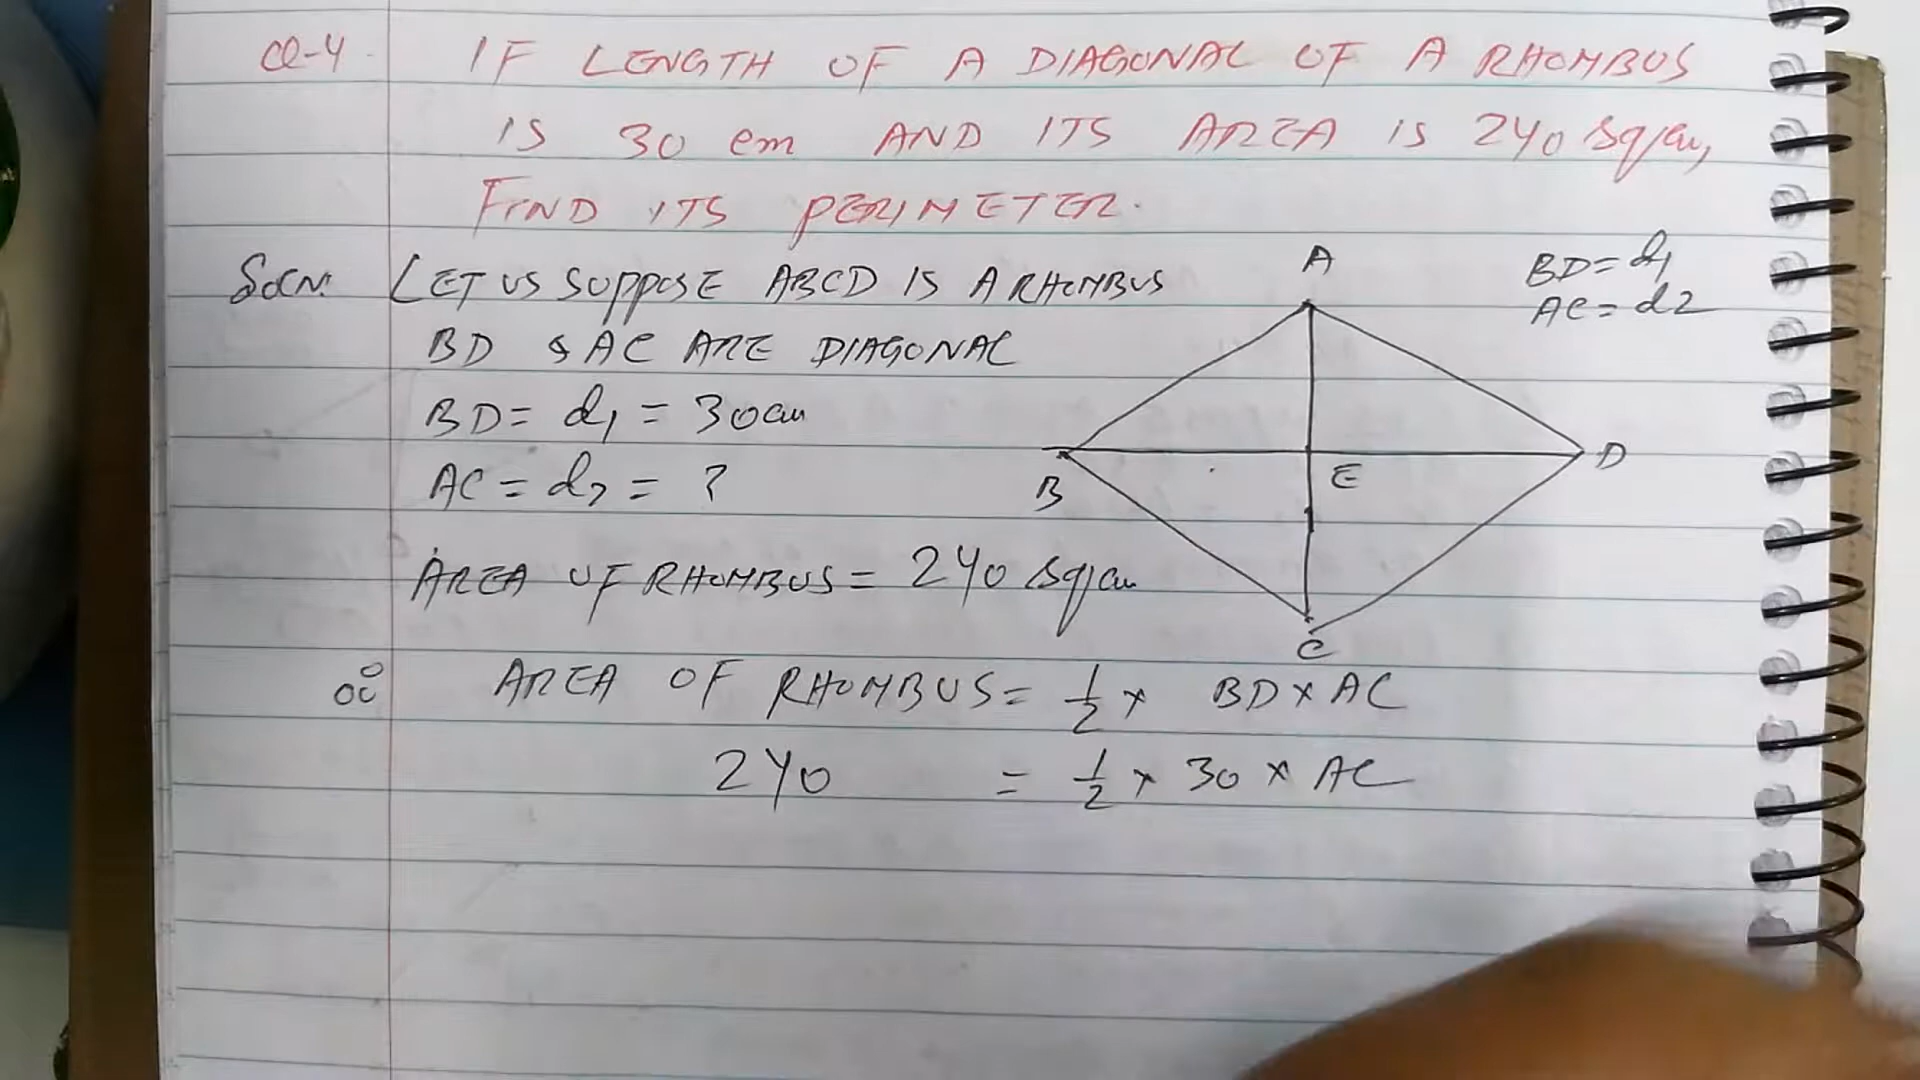 Q-4 IF LENGTH OF A DIAGONAL OF A RHOMBUS
IS 30 cm AND ITS AREA IS 240 sq/cm,
FIND ITS PERIMETER.
Soln: LET US SUPPOSE ABCD IS A RHOMBUS
BD & AC ARE DIAGONAL
BD = d1 = 30cm
AC = d2 = ?
AREA OF RHOMBUS = 240 sq/cm
A
B
E
D
C
BD = d1
AC = d2
∴ AREA OF RHOMBUS = 1/2 × BD × AC
240 = 1/2 × 30 × AC